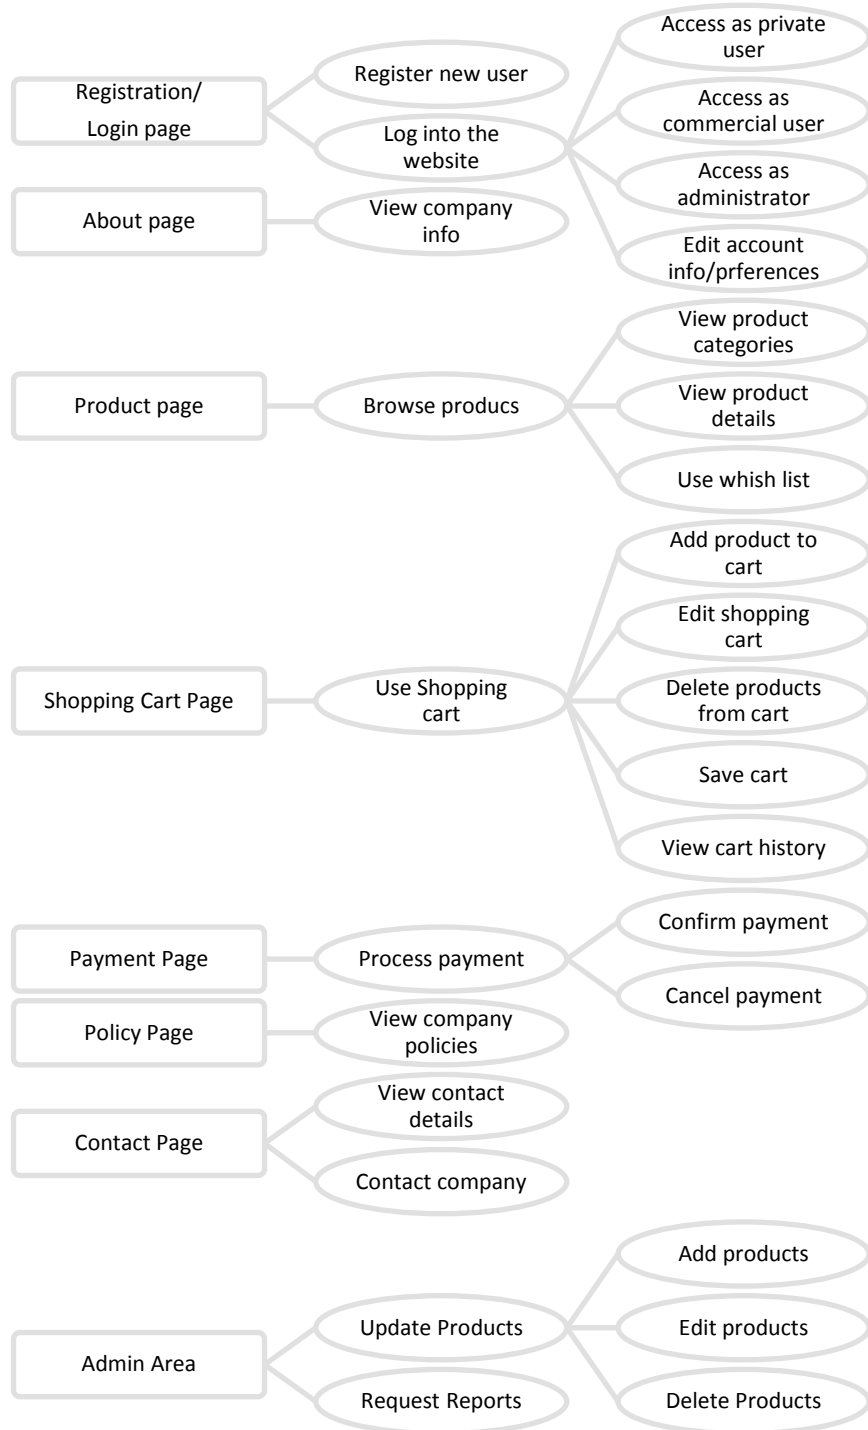 Registration/
Login page
Register new user
Log into the
website
Access as private
user
Access as
commercial user
Access as
administrator
Edit account
info/prferences
About page
View company
info
Product page
Browse producs
View product
categories
View product
details
Use whish list
Shopping Cart Page
Use Shopping
cart
Add product to
cart
Edit shopping
cart
Delete products
from cart
Save cart
View cart history
Payment Page
Process payment
Confirm payment
Cancel payment
Policy Page
View company
policies
Contact Page
View contact
details
Contact company
Admin Area
Update Products
Add products
Edit products
Delete Products
Request Reports